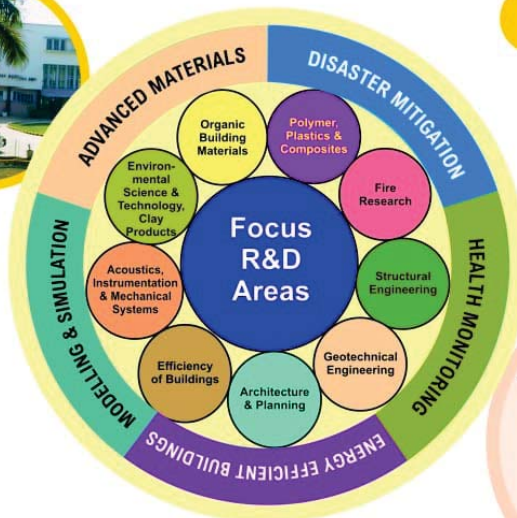 ADVANCED MATERIALS
DISASTER MITIGATION
HEALTH MONITORING
ENERGY EFFICIENT BUILDINGS
MODELLING & SIMULATION
Focus
R&D
Areas
Organic
Building
Materials
Polymer,
Plastics &
Composites
Fire
Research
Structural
Engineering
Geotechnical
Engineering
Architecture
& Planning
Efficiency
of Buildings
Acoustics,
Instrumentation
& Mechanical
Systems
Environ-
mental
Science &
Technology,
Clay
Products